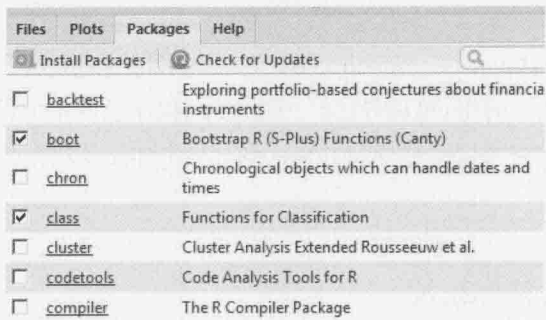 Files Plots Packages Help
Install Packages Check for Updates
backtest Exploring portfolio-based conjectures about financia
instruments
boot Bootstrap R (S-Plus) Functions (Canty)
chron Chronological objects which can handle dates and
times
class Functions for Classification
cluster Cluster Analysis Extended Rousseeuw et al.
codetools Code Analysis Tools for R
compiler The R Compiler Package